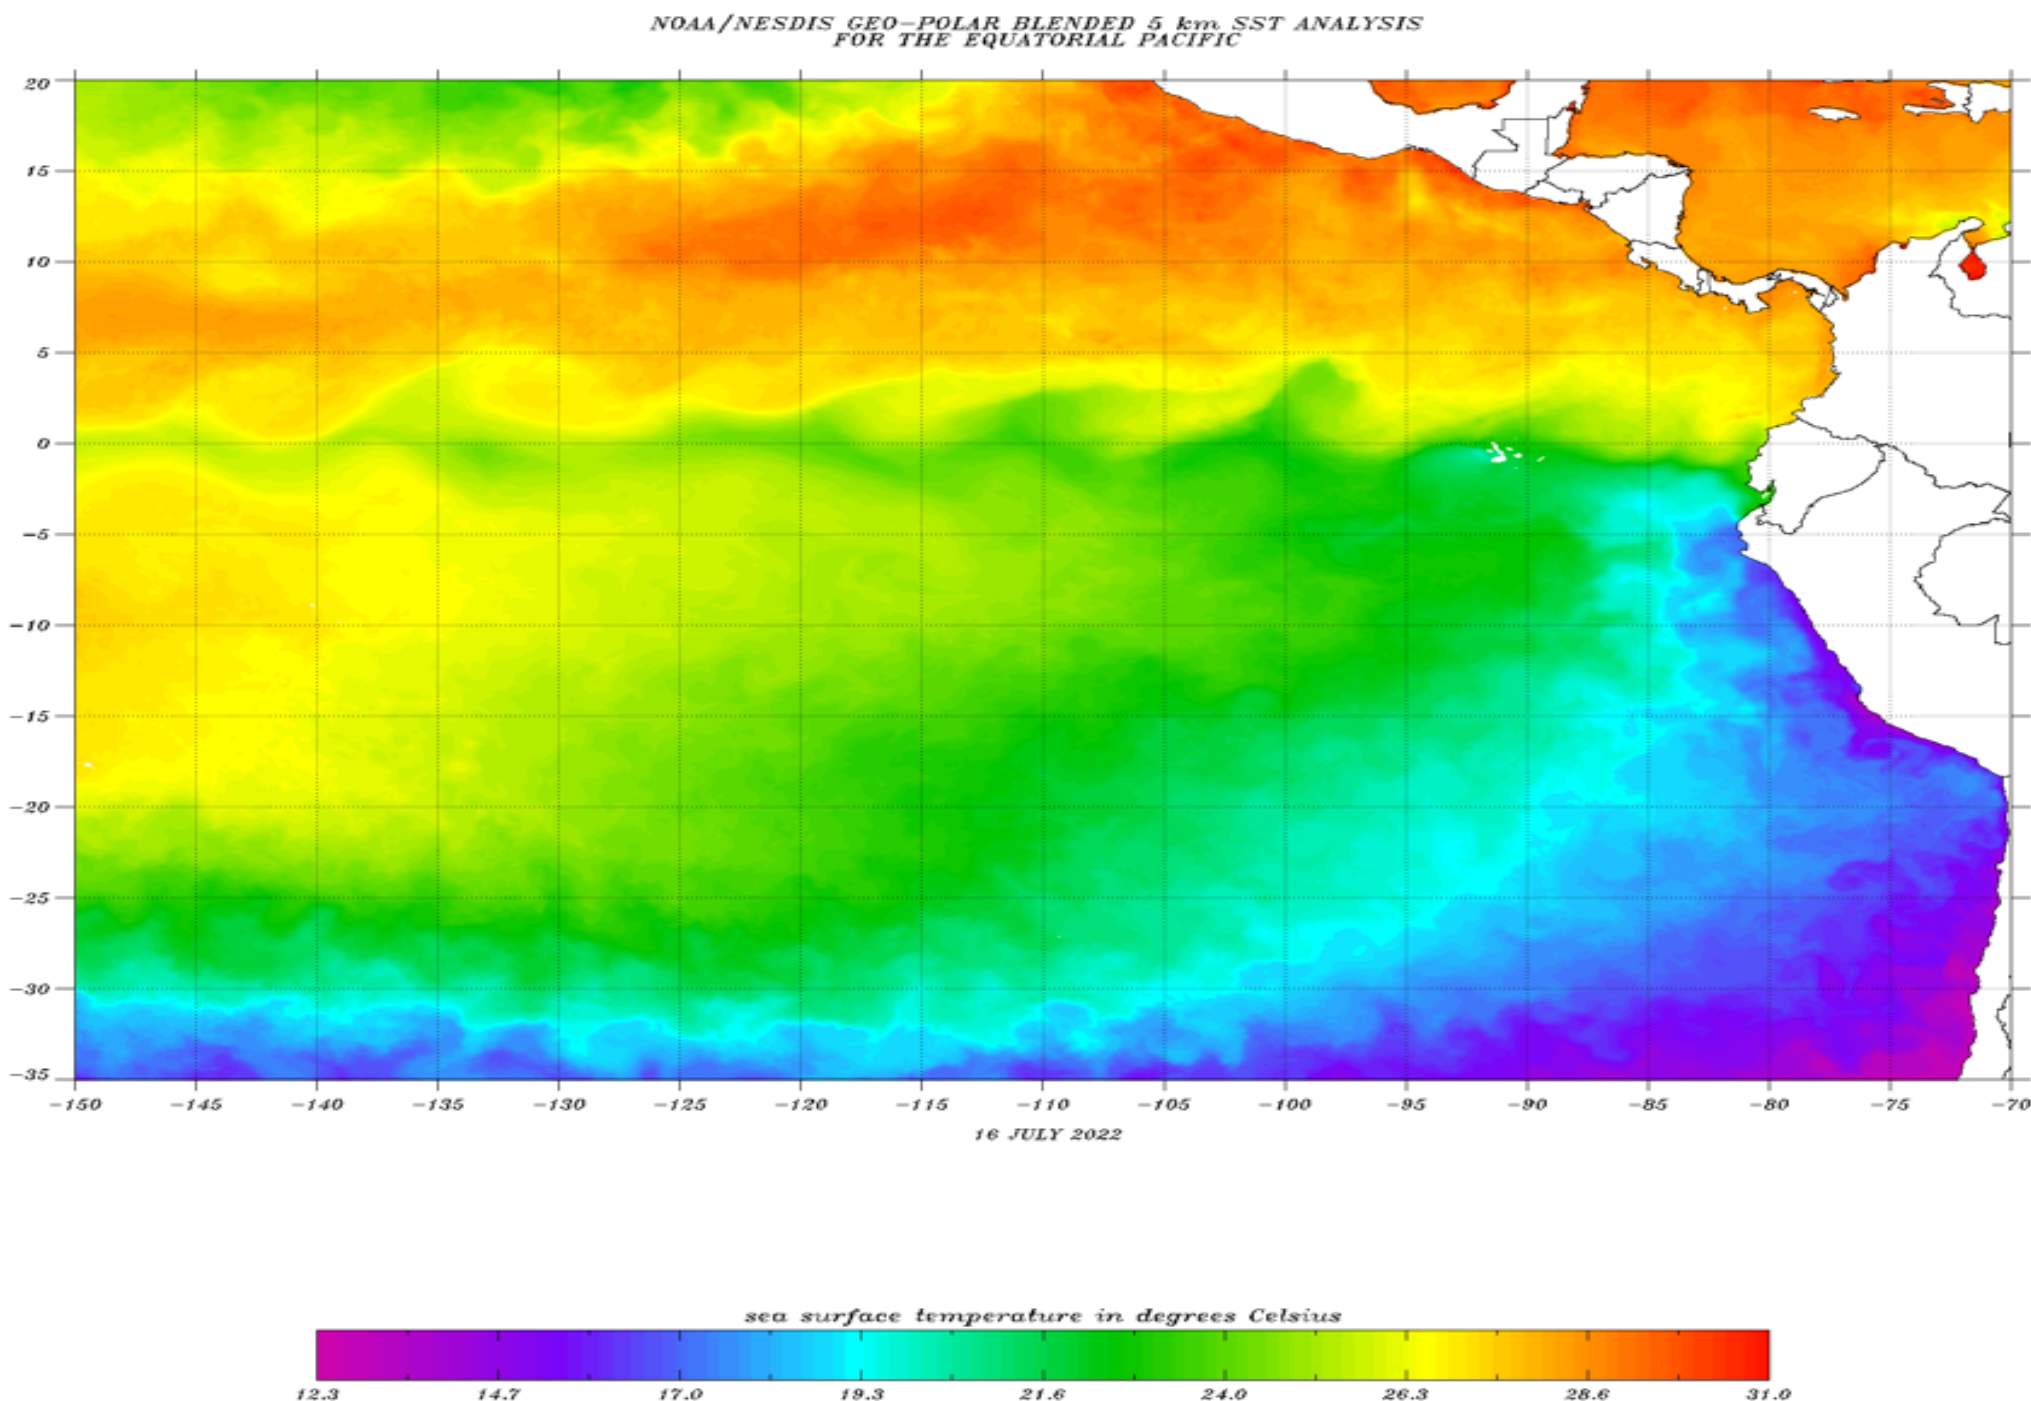 NOAA/NESDIS GEO-POLAR BLENDED 5 km SST ANALYSIS
FOR THE EQUATORIAL PACIFIC
20
15
10
5
0
-5
-10
-15
-20
-25
-30
-35
-150 -145 -140 -135 -130 -125 -120 -115 -110 -105 -100 -95 -90 -85 -80 -75 -70
16 JULY 2022
sea surface temperature in degrees Celsius
12.3 14.7 17.0 19.3 21.6 24.0 26.3 28.6 31.0